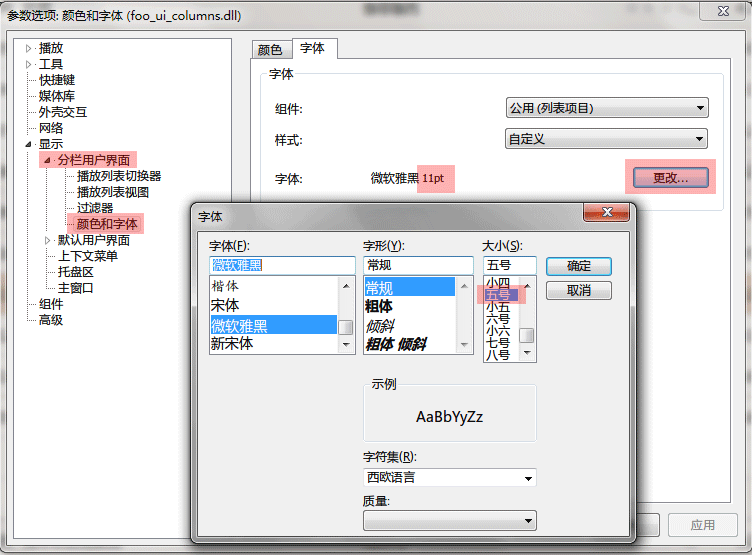 参数选项: 颜色和字体 (foo_ui_columns.dll)
播放
工具
快捷键
媒体库
外壳交互
网络
显示
分栏用户界面
播放列表切换器
播放列表视图
过滤器
颜色和字体
默认用户界面
上下文菜单
托盘区
主窗口
组件
高级
颜色
字体
字体
组件:
公用 (列表项目)
样式:
自定义
字体:
微软雅黑 11pt
更改...
字体
字体(F):
微软雅黑
楷体
宋体
微软雅黑
新宋体
字形(Y):
常规
常规
粗体
倾斜
粗体 倾斜
大小(S):
五号
小四
五号
小五
六号
小六
七号
八号
确定
取消
示例
AaBbYyZz
字符集(R):
西欧语言
质量:
应用